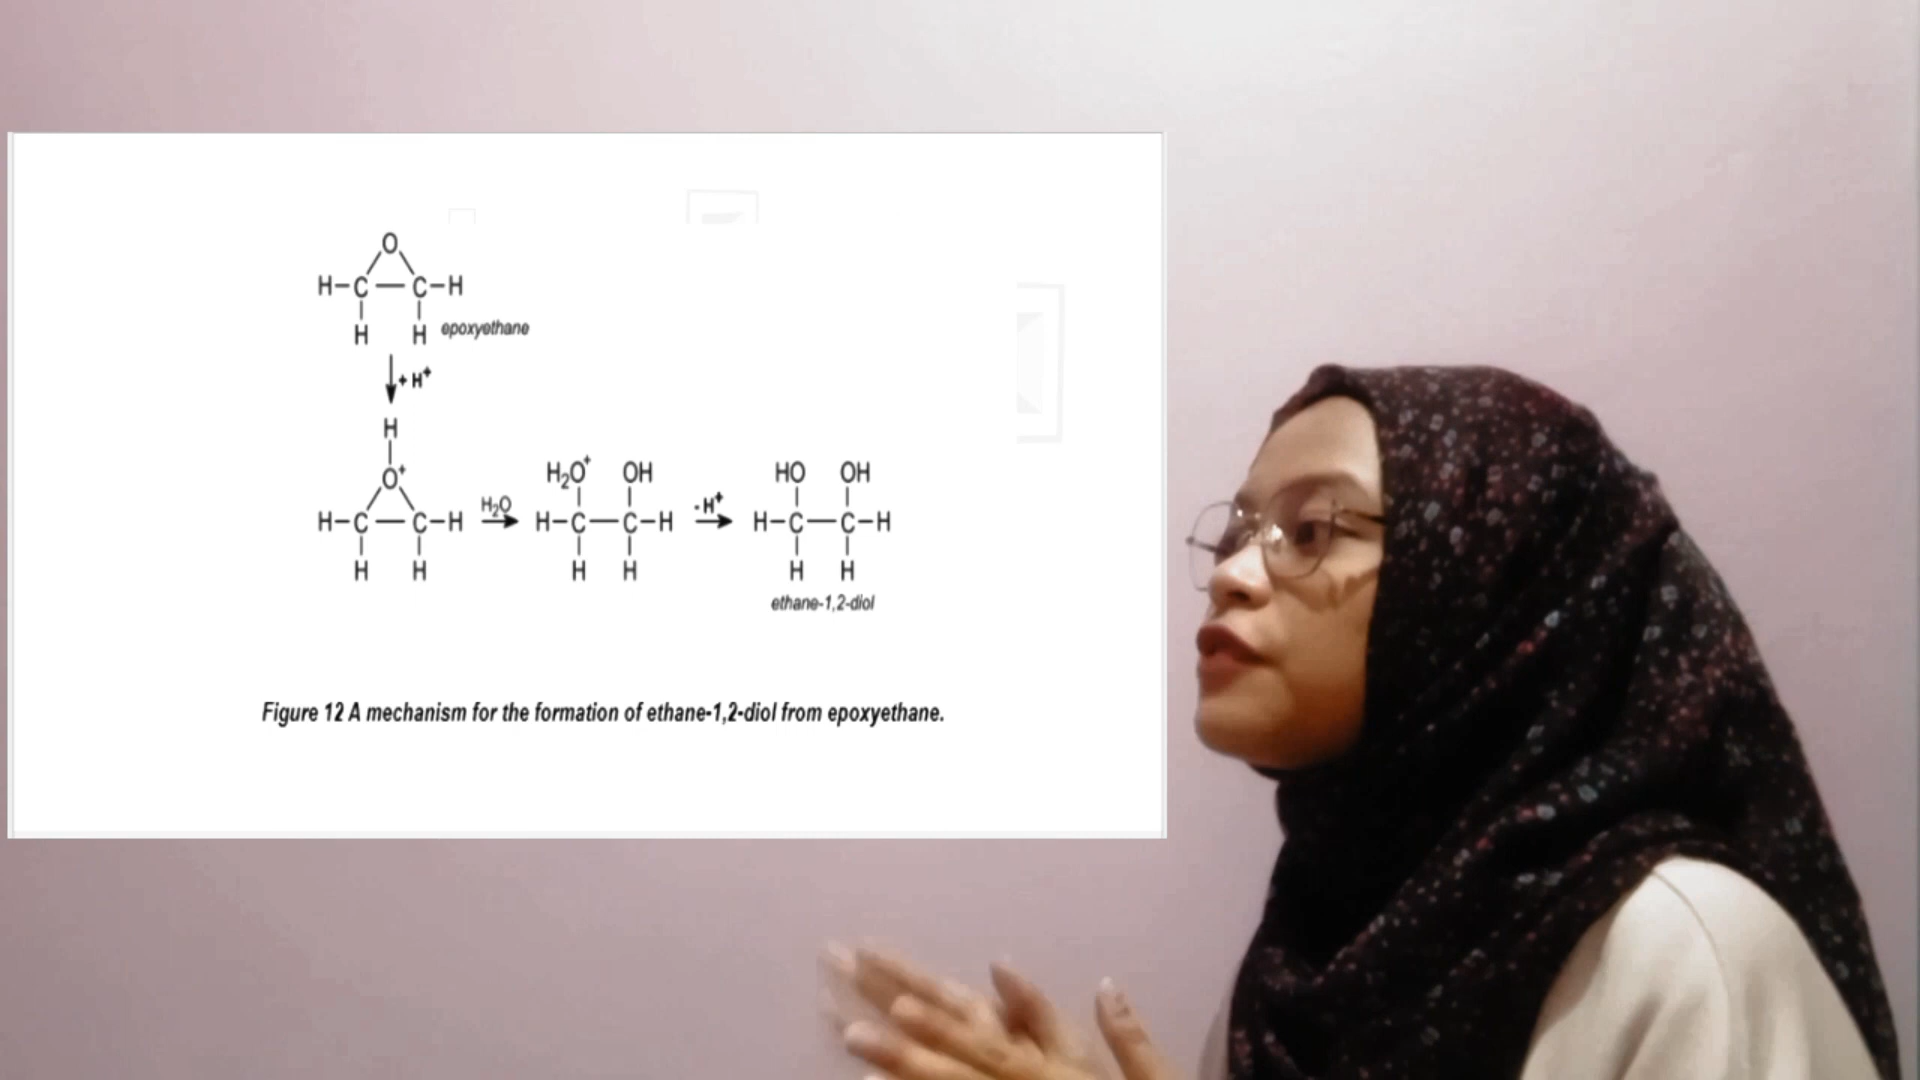 O
H-C-C-H
H H epoxyethane
+ H⁺
H
O⁺
H-C-C-H
H H
H₂O
H₂O⁺ OH
H-C-C-H
H H
- H⁺
HO OH
H-C-C-H
H H
ethane-1,2-diol
Figure 12 A mechanism for the formation of ethane-1,2-diol from epoxyethane.